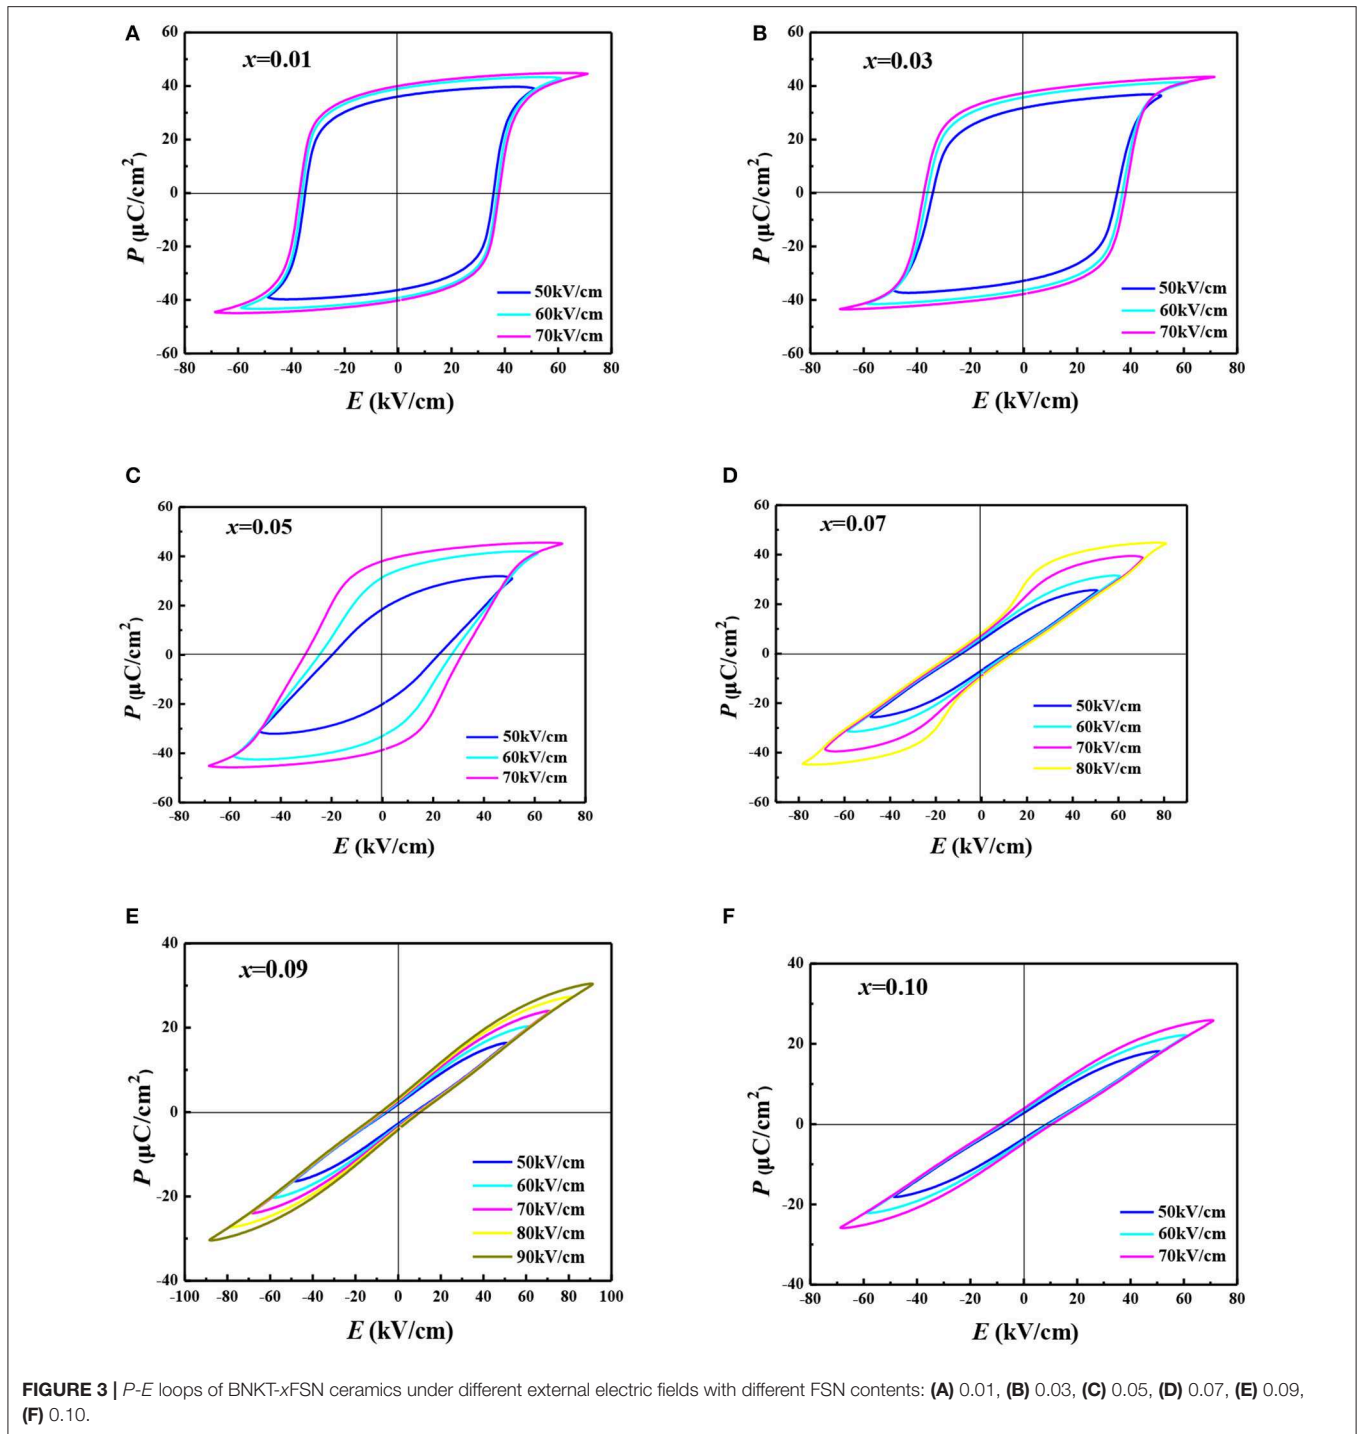 A
x=0.01
60
40
20
0
-20
-40
-60
P (μC/cm²)
-80 -60 -40 -20 0 20 40 60 80
E (kV/cm)
50kV/cm
60kV/cm
70kV/cm
B
x=0.03
60
40
20
0
-20
-40
-60
P (μC/cm²)
-80 -60 -40 -20 0 20 40 60 80
E (kV/cm)
50kV/cm
60kV/cm
70kV/cm
C
x=0.05
60
40
20
0
-20
-40
-60
P (μC/cm²)
-80 -60 -40 -20 0 20 40 60 80
E (kV/cm)
50kV/cm
60kV/cm
70kV/cm
D
x=0.07
60
40
20
0
-20
-40
-60
P (μC/cm²)
-80 -60 -40 -20 0 20 40 60 80
E (kV/cm)
50kV/cm
60kV/cm
70kV/cm
80kV/cm
E
x=0.09
40
20
0
-20
-40
P (μC/cm²)
-100 -80 -60 -40 -20 0 20 40 60 80 100
E (kV/cm)
50kV/cm
60kV/cm
70kV/cm
80kV/cm
90kV/cm
F
x=0.10
40
20
0
-20
-40
P (μC/cm²)
-80 -60 -40 -20 0 20 40 60 80
E (kV/cm)
50kV/cm
60kV/cm
70kV/cm
FIGURE 3 | P-E loops of BNKT-xFSN ceramics under different external electric fields with different FSN contents: (A) 0.01, (B) 0.03, (C) 0.05, (D) 0.07, (E) 0.09,
(F) 0.10.